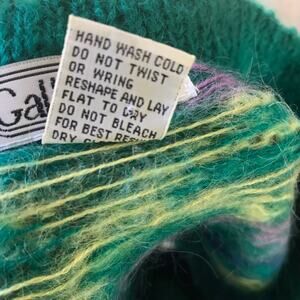 HAND WASH COLD
DO NOT TWIST
OR WRING
RESHAPE AND LAY
FLAT TO DRY
DO NOT BLEACH
FOR BEST
DRY